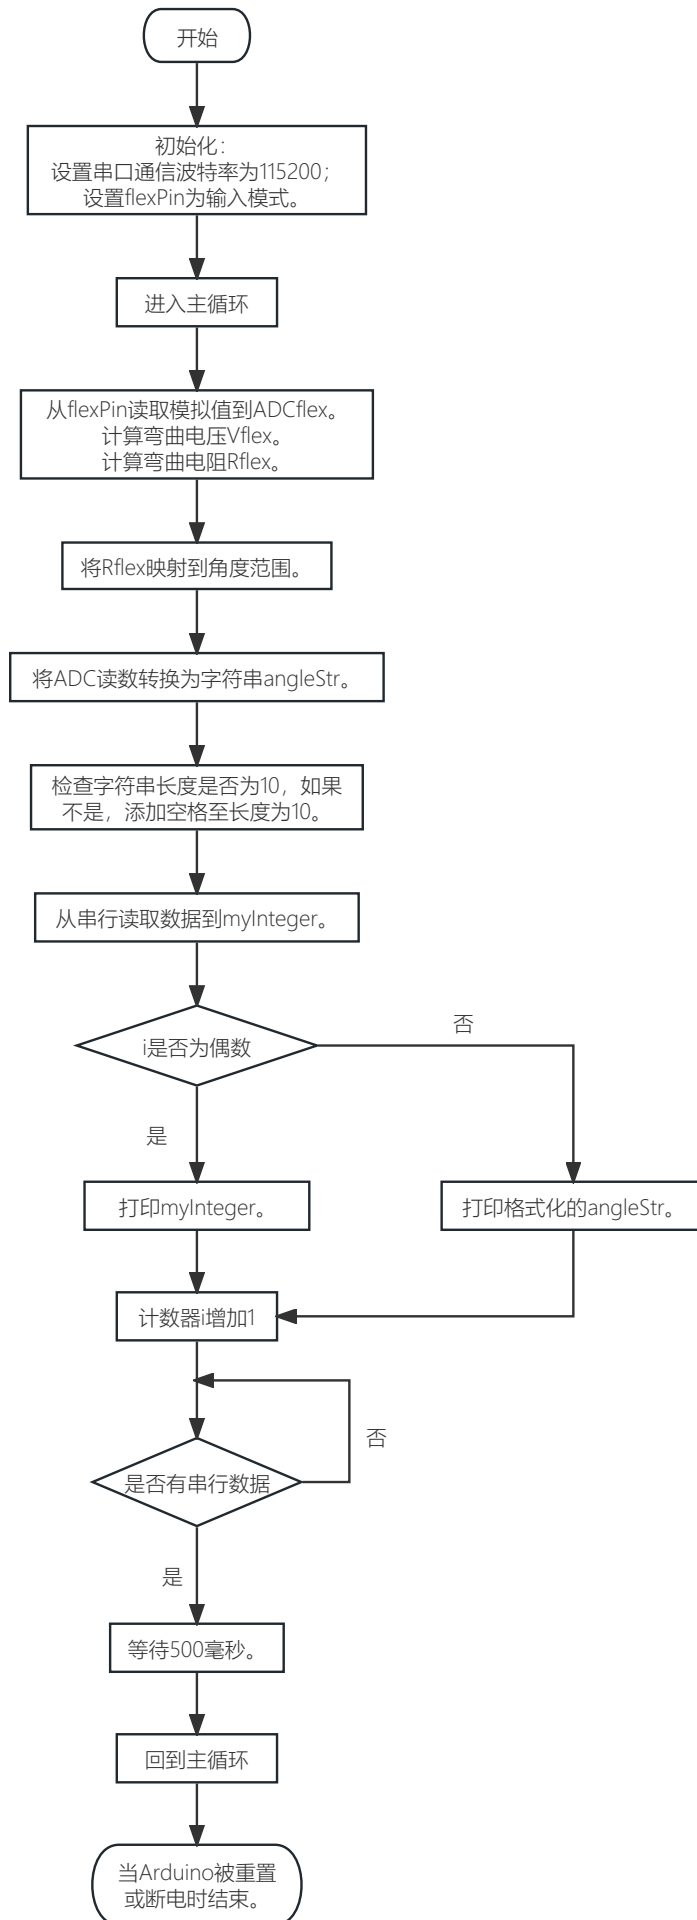 开始
初始化：
设置串口通信波特率为115200；
设置flexPin为输入模式。
进入主循环
从flexPin读取模拟值到ADCflex。
计算弯曲电压Vflex。
计算弯曲电阻Rflex。
将Rflex映射到角度范围。
将ADC读数转换为字符串angleStr。
检查字符串长度是否为10，如果
不是，添加空格至长度为10。
从串行读取数据到myInteger。
i是否为偶数
否
是
打印myInteger。
打印格式化的angleStr。
计数器i增加1
否
是否有串行数据
是
等待500毫秒。
回到主循环
当Arduino被重置
或断电时结束。